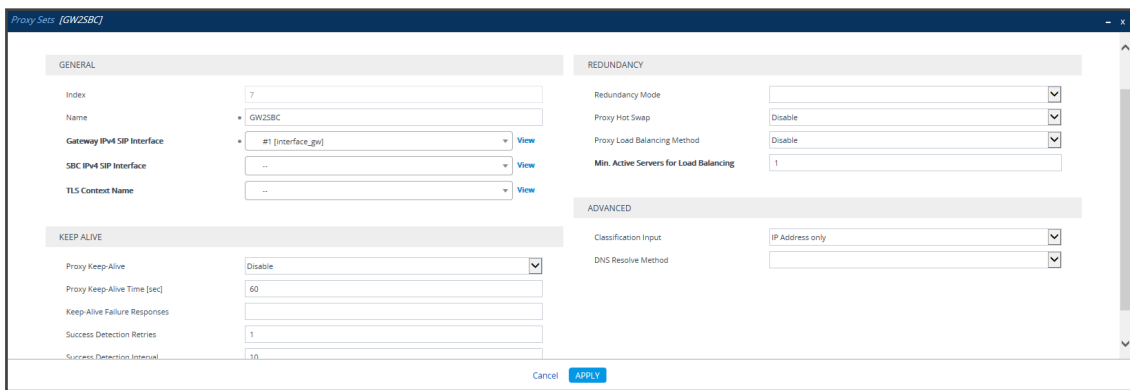 Proxy Sets [GW2SBC] – x
GENERAL
Index 7
Name GW2SBC
Gateway IPv4 SIP Interface #1 [interface_gw] View
SBC IPv4 SIP Interface -- View
TLS Context Name -- View
KEEP ALIVE
Proxy Keep-Alive Disable
Proxy Keep-Alive Time [sec] 60
Keep-Alive Failure Responses
Success Detection Retries 1
Success Detection Interval 10
REDUNDANCY
Redundancy Mode
Proxy Hot Swap Disable
Proxy Load Balancing Method Disable
Min. Active Servers for Load Balancing 1
ADVANCED
Classification Input IP Address only
DNS Resolve Method
Cancel APPLY